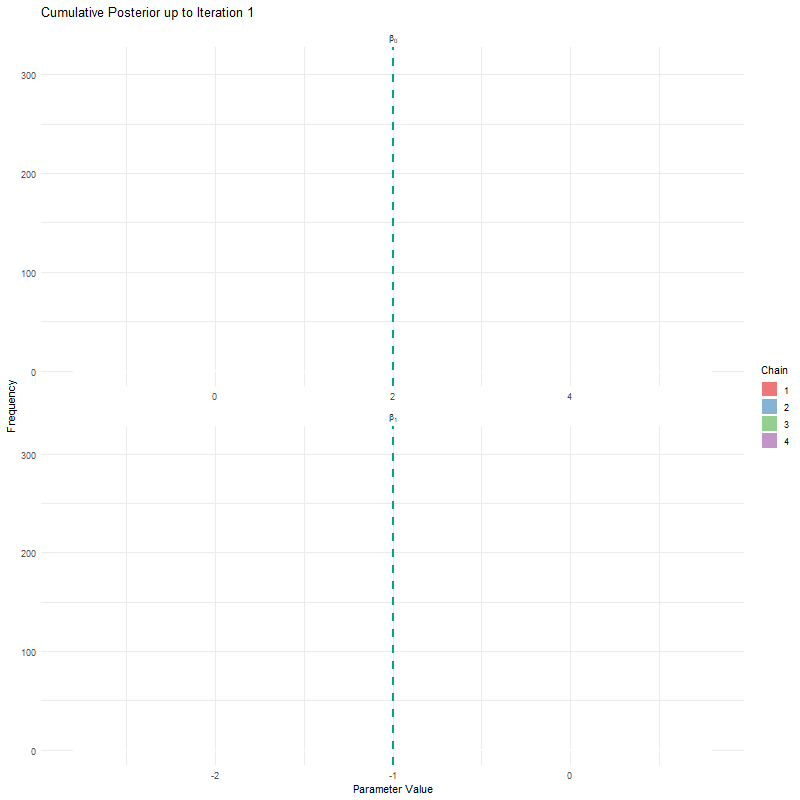 Cumulative Posterior up to Iteration 1
β₀
300
200
100
0
0 2 4
β₁
300
200
100
0
-2 -1 0
Parameter Value
Frequency
Chain
1
2
3
4